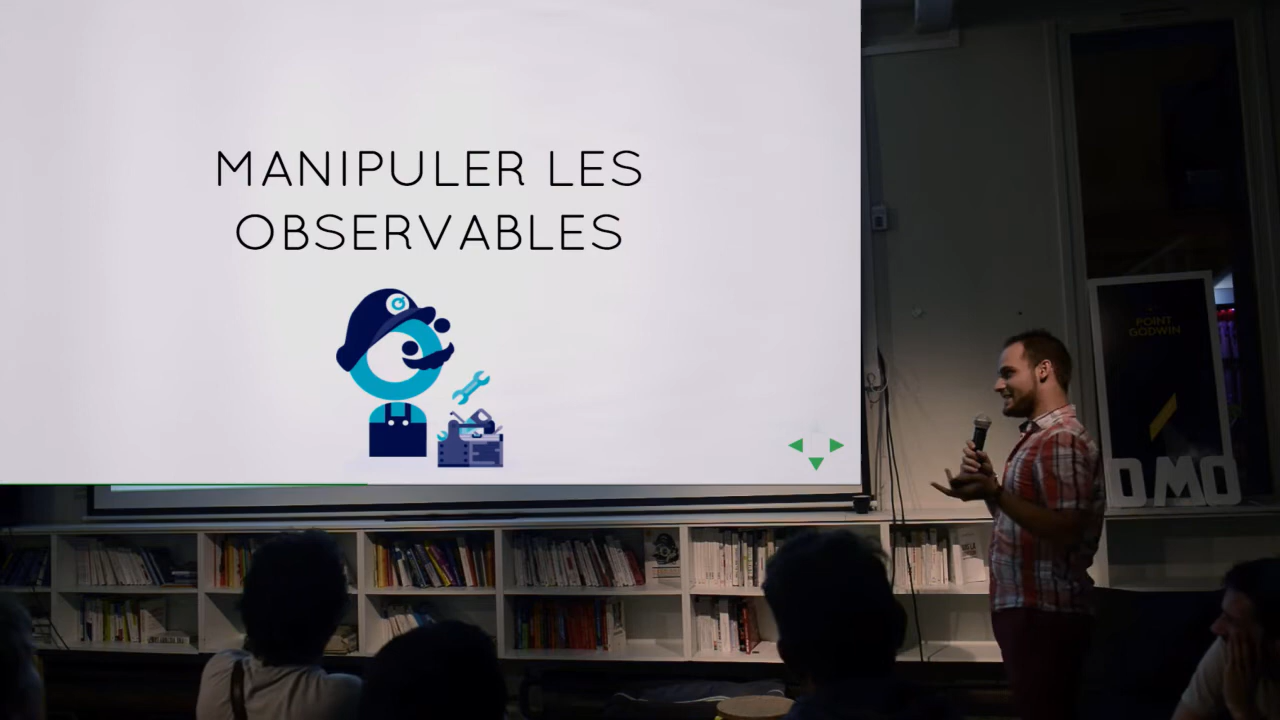 MANIPULER LES
OBSERVABLES
POINT
GODWIN
OMO